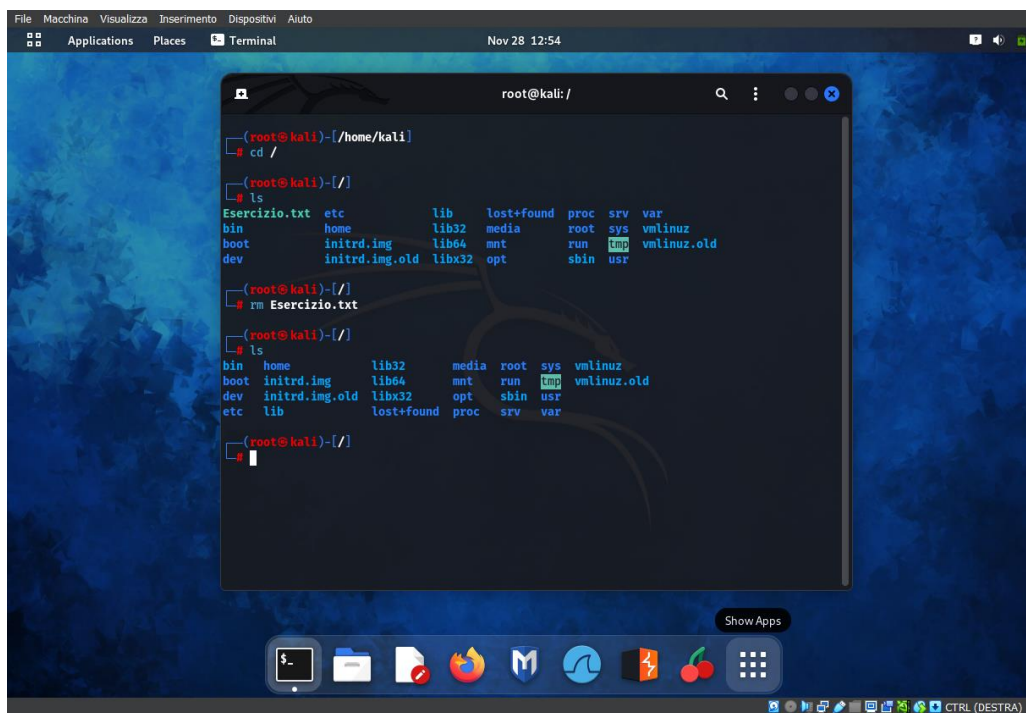 File Macchina Visualizza Inserimento Dispositivi Aiuto
Applications Places Terminal Nov 28 12:54
root@kali: /
(root㉿kali)-[/home/kali]
# cd /
(root㉿kali)-[/]
# ls
Esercizio.txt etc lib lost+found proc srv var
bin home lib32 media root sys vmlinuz
boot initrd.img lib64 mnt run tmp vmlinuz.old
dev initrd.img.old libx32 opt sbin usr
(root㉿kali)-[/]
# rm Esercizio.txt
(root㉿kali)-[/]
# ls
bin home lib32 media root sys vmlinuz
boot initrd.img lib64 mnt run tmp vmlinuz.old
dev initrd.img.old libx32 opt sbin usr
etc lib lost+found proc srv var
(root㉿kali)-[/]
#
Show Apps
$_
CTRL (DESTRA)